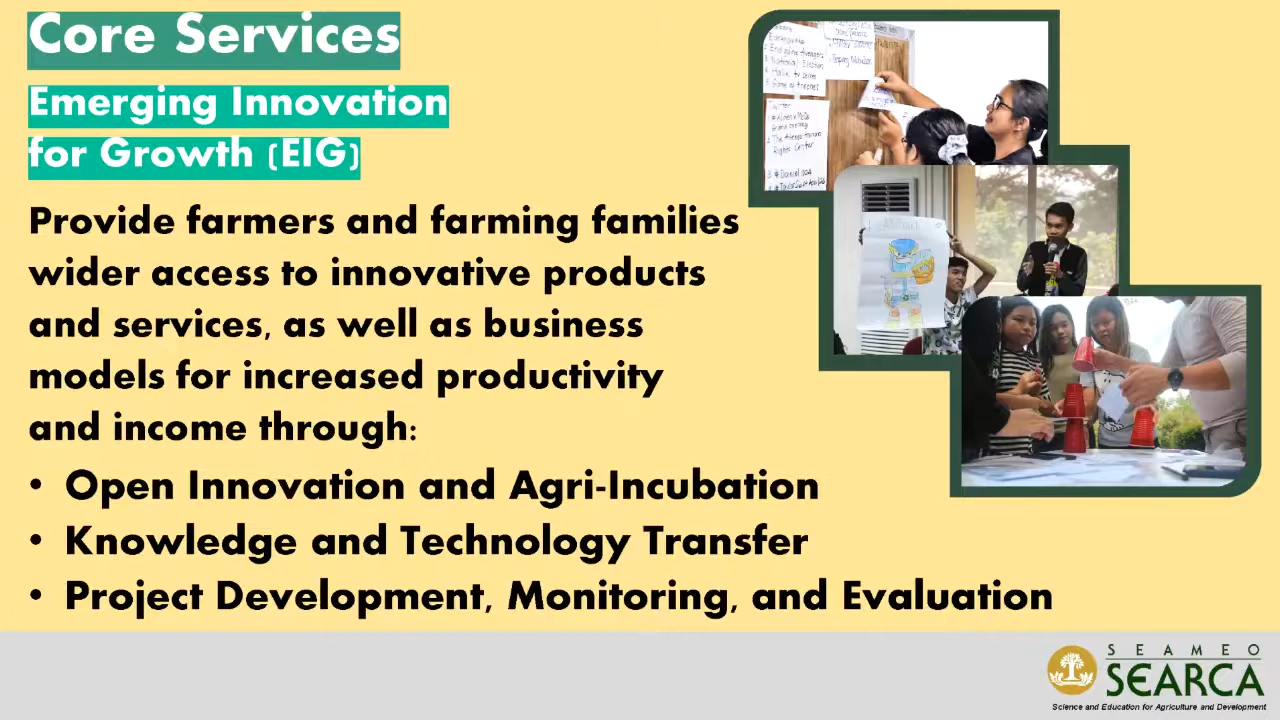 Core Services
Emerging Innovation
for Growth (EIG)
Provide farmers and farming families
wider access to innovative products
and services, as well as business
models for increased productivity
and income through:
• Open Innovation and Agri-Incubation
• Knowledge and Technology Transfer
• Project Development, Monitoring, and Evaluation
SEAMEO
SEARCA
Science and Education for Agriculture and Development